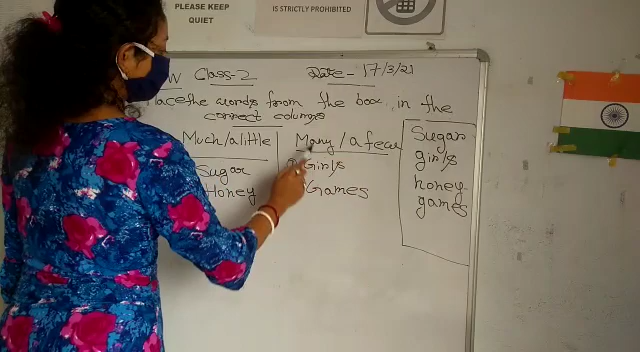 PLEASE KEEP
QUIET
IS STRICTLY PROHIBITED
W Class-2 Date - 17/3/21
Place the words from the box in the
correct columns
Much/a little Many/a few
Sugar Girls
Honey Games
Sugar
girls
honey
games